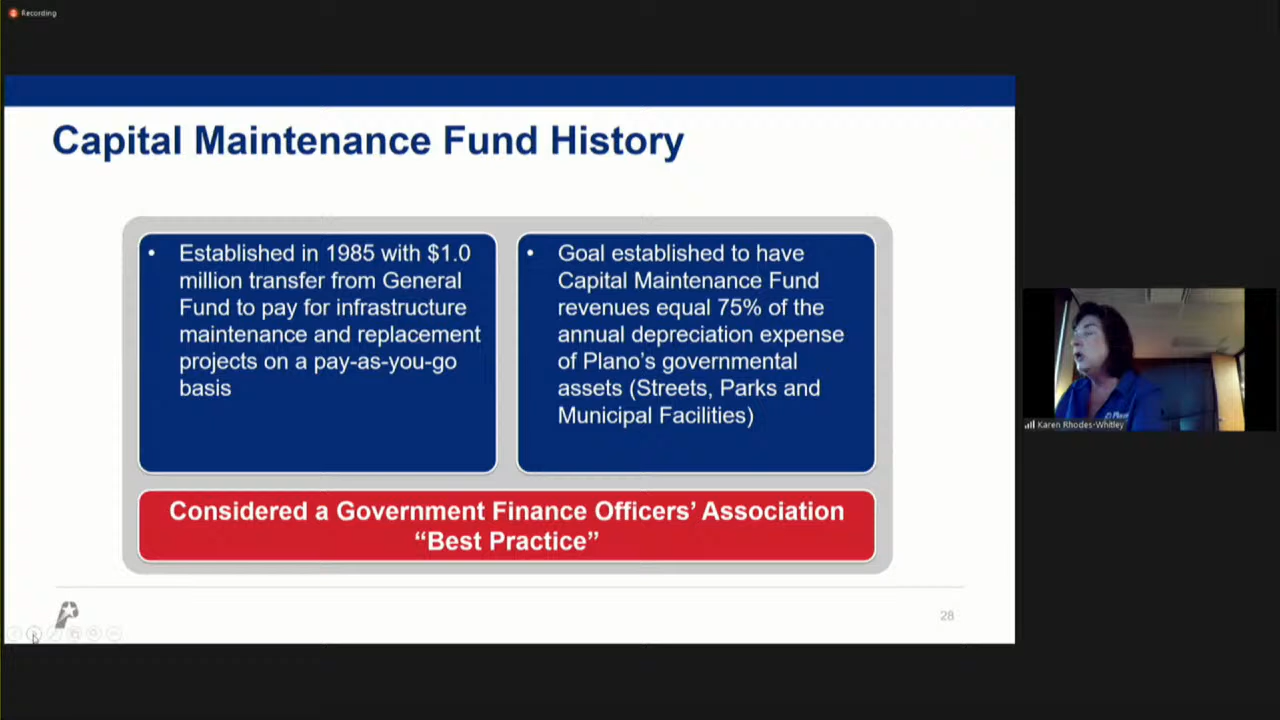 Recording
Capital Maintenance Fund History
• Established in 1985 with $1.0
million transfer from General
Fund to pay for infrastructure
maintenance and replacement
projects on a pay-as-you-go
basis
• Goal established to have
Capital Maintenance Fund
revenues equal 75% of the
annual depreciation expense
of Plano’s governmental
assets (Streets, Parks and
Municipal Facilities)
Considered a Government Finance Officers’ Association
“Best Practice”
28
Plano
Karen Rhodes-Whitley